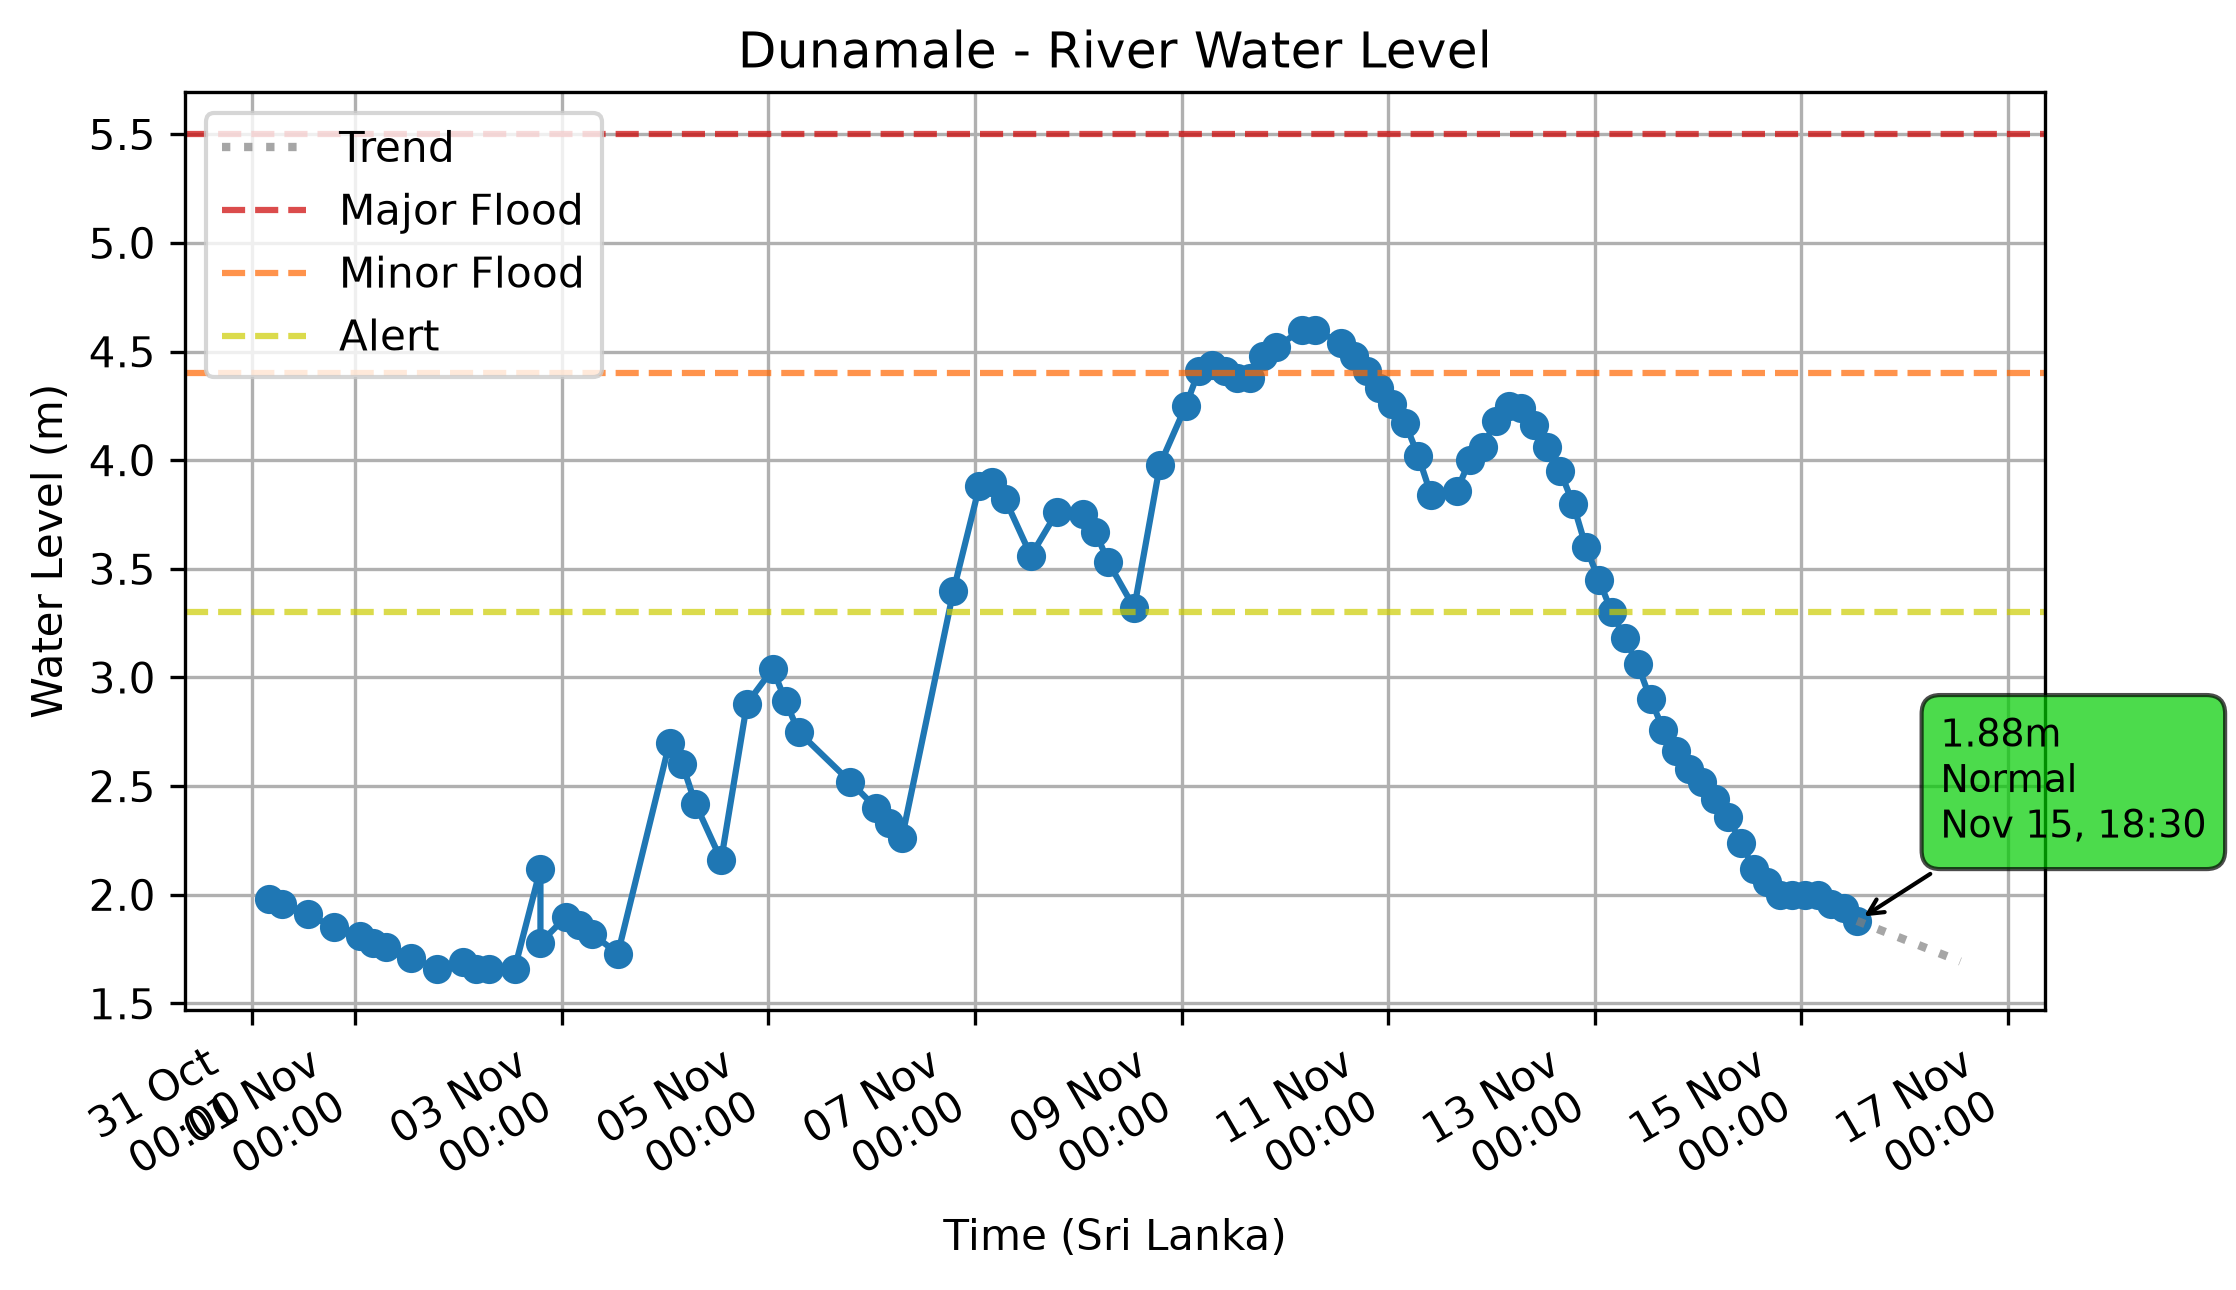 Dunamale - River Water Level
Trend
Major Flood
Minor Flood
Alert
5.5
5.0
4.5
4.0
3.5
3.0
2.5
2.0
1.5
Water Level (m)
1.88m
Normal
Nov 15, 18:30
31 Oct
00:00
01 Nov
00:00
03 Nov
00:00
05 Nov
00:00
07 Nov
00:00
09 Nov
00:00
11 Nov
00:00
13 Nov
00:00
15 Nov
00:00
17 Nov
00:00
Time (Sri Lanka)